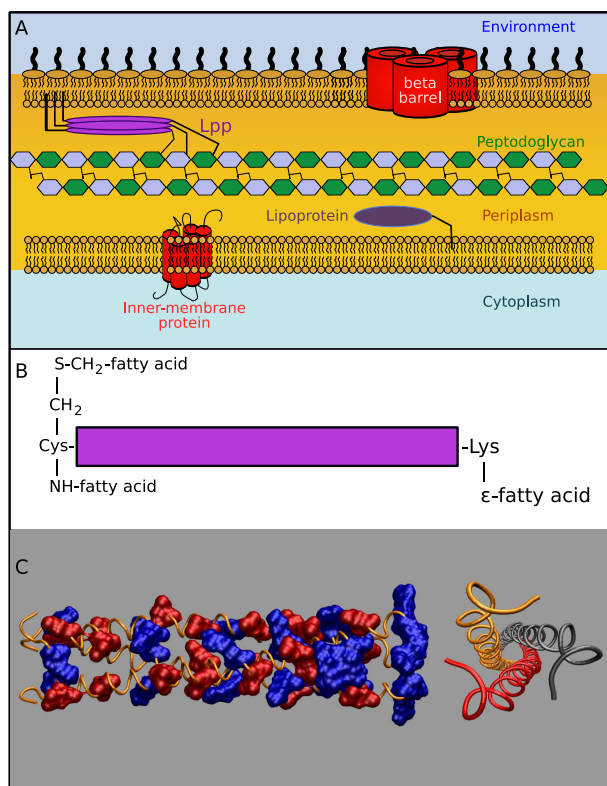 A
Environment
beta
barrel
Lpp
Peptodoglycan
Lipoprotein
Periplasm
Inner-membrane
protein
Cytoplasm
B
S-CH2-fatty acid
CH2
Cys-
-Lys
NH-fatty acid
ε-fatty acid
C